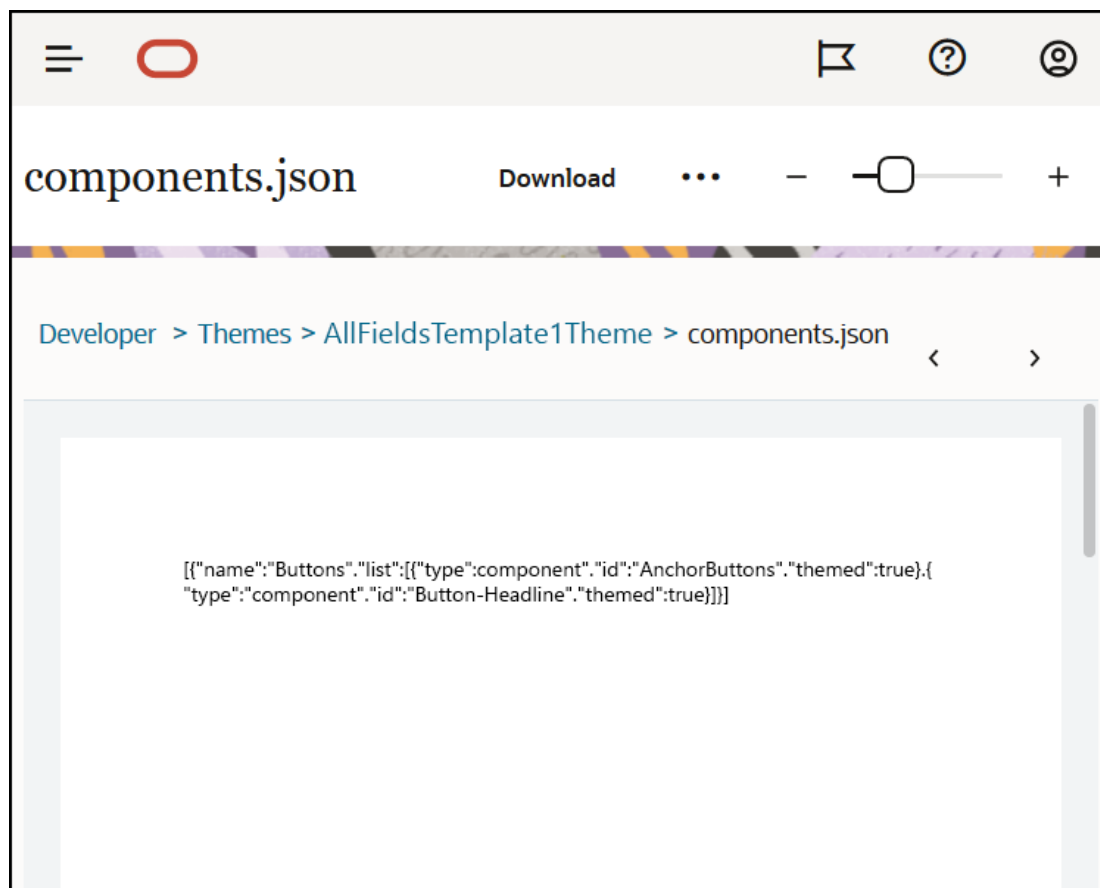 components.json
Download
Developer > Themes > AllFieldsTemplate1Theme > components.json
[{"name":"Buttons"."list":[{"type":component"."id":"AnchorButtons"."themed":true}.{
"type":"component"."id":"Button-Headline"."themed":true}]}]